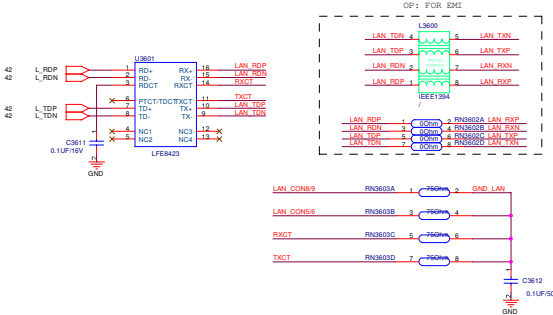 OP: FOR EMI
L3600
LAN_TDN 4 5 LAN_TXN
LAN_TDP 3 6 LAN_TXP
LAN_RDN 2 7 LAN_RXN
LAN_RDP 1 8 LAN_RXP
IEEE1394
/
LAN_RDP 1 0Ohm 2 RN3602A LAN_RXP
LAN_RDN 3 0Ohm 4 RN3602B LAN_RXN
LAN_TDP 5 0Ohm 6 RN3602C LAN_TXP
LAN_TDN 7 0Ohm 8 RN3602D LAN_TXN
U3601
42 L_RDP 1 RD+ RX+ 16 LAN_RDP
42 L_RDN 2 RD- RX- 15 LAN_RDN
3 RDCT RXCT 14 RXCT
6 PTCT/TDCT TXCT 11 TXCT
42 L_TDP 7 TD+ TX+ 10 LAN_TDP
42 L_TDN 8 TD- TX- 9 LAN_TDN
4 NC1 NC3 12
5 NC2 NC4 13
LFE8423
C3611
0.1UF/16V
1
2
GND
LAN_CON8/9 RN3603A 1 75Ohm 2 GND_LAN
LAN_CON5/6 RN3603B 3 75Ohm 4
RXCT RN3603C 5 75Ohm 6
TXCT RN3603D 7 75Ohm 8
1
C3612
0.1UF/50
2
GND